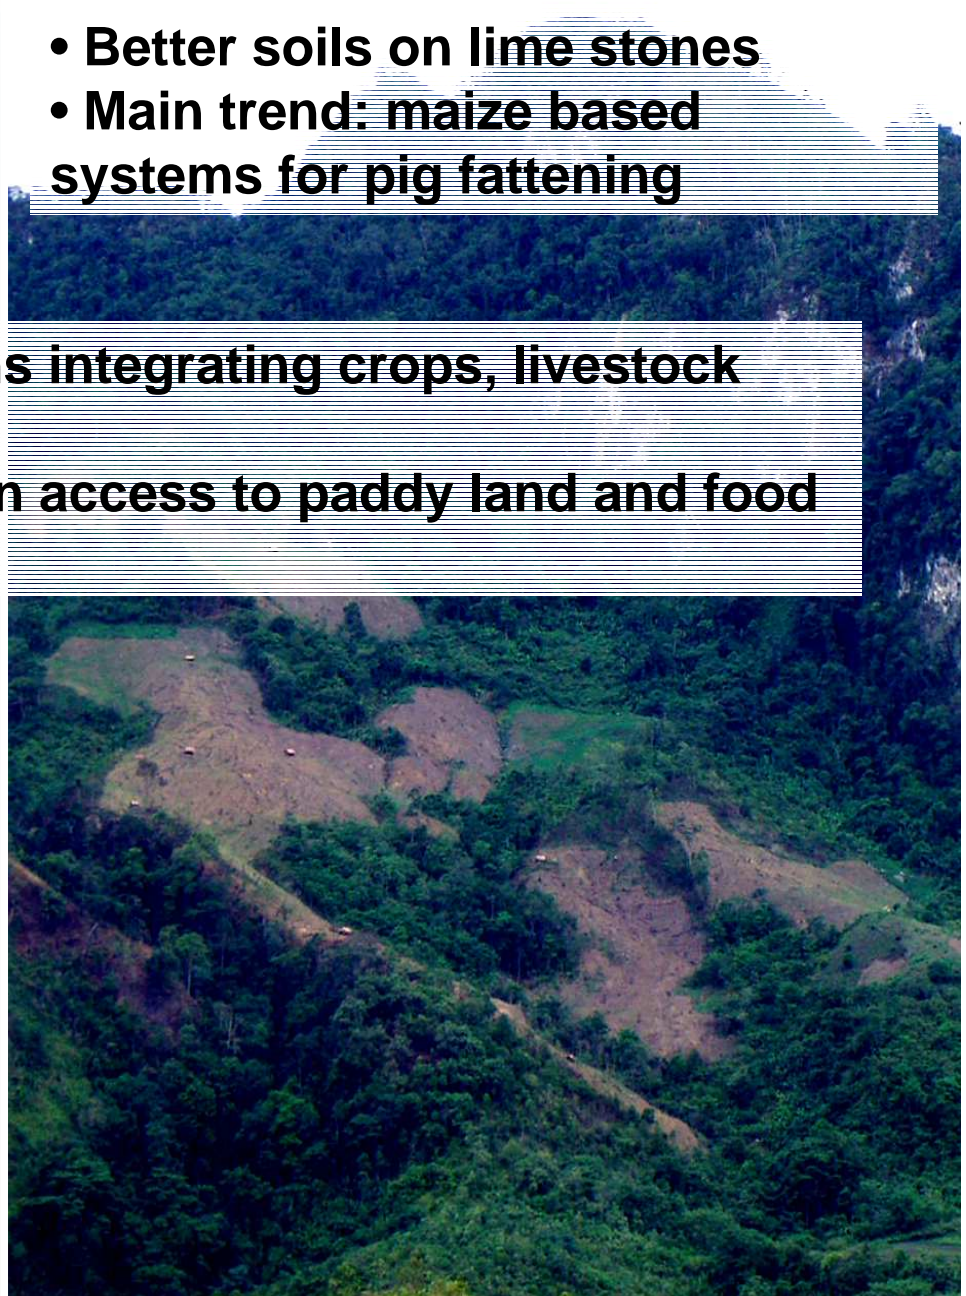 • Better soils on lime stones
• Main trend: maize based
systems for pig fattening
s integrating crops, livestock
n access to paddy land and food